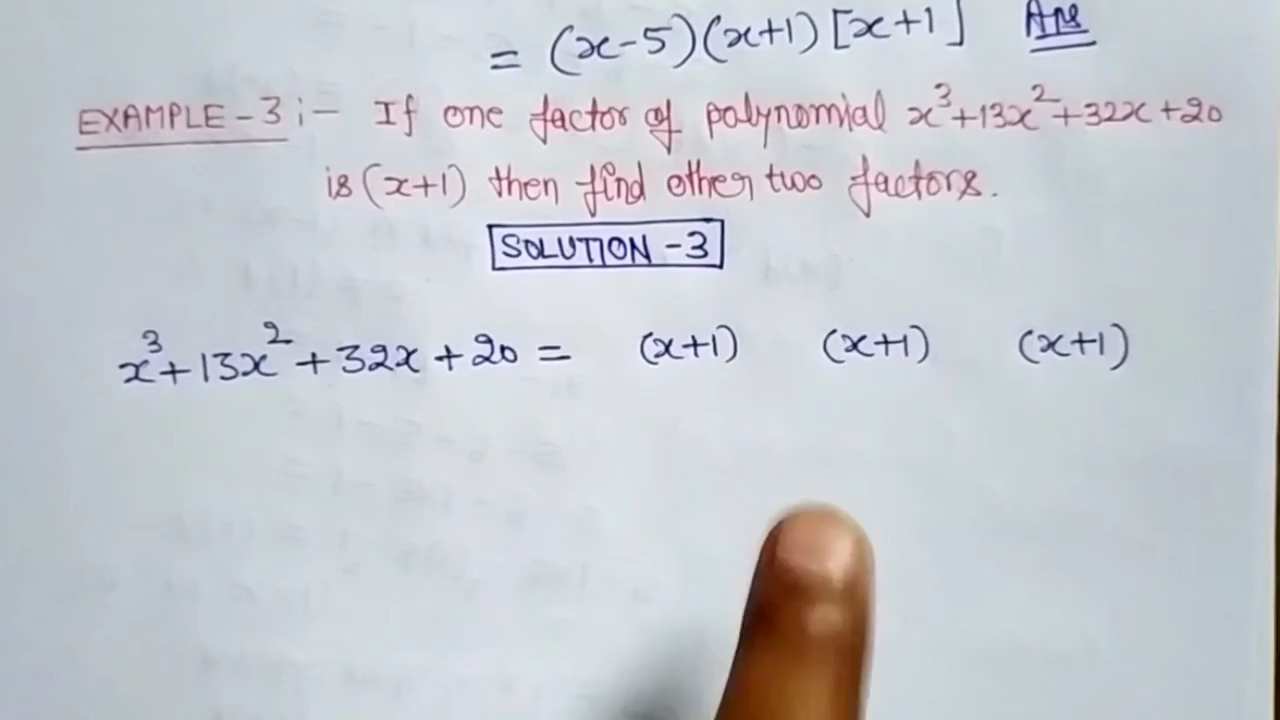 = (x-5)(x+1)[x+1] Ans
EXAMPLE-3:- If one factor of polynomial x³+13x²+32x+20
is (x+1) then find other two factors.
SOLUTION-3
x³+13x²+32x+20 = (x+1) (x+1) (x+1)